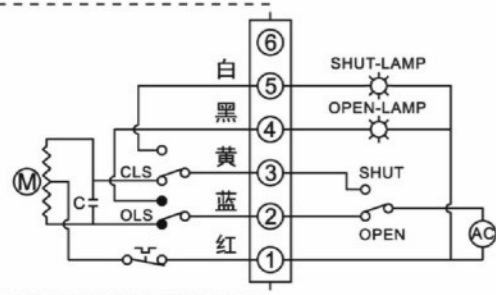 ⑥
白 ⑤ SHUT-LAMP
黑 ④ OPEN-LAMP
CLS 黄 ③ SHUT
M C OLS 蓝 ② OPEN AC
红 ①